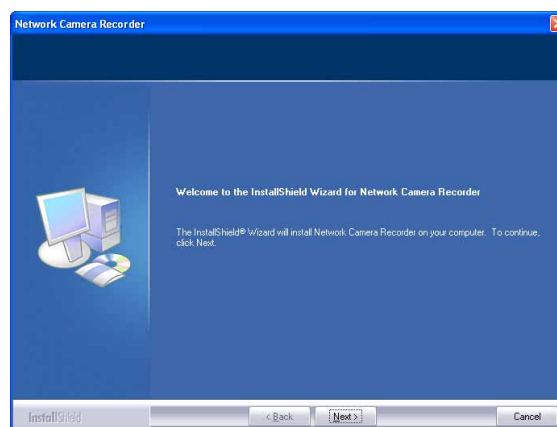 Network Camera Recorder
Welcome to the InstallShield Wizard for Network Camera Recorder
The InstallShield® Wizard will install Network Camera Recorder on your computer. To continue,
click Next.
InstallShield
< Back
Next >
Cancel